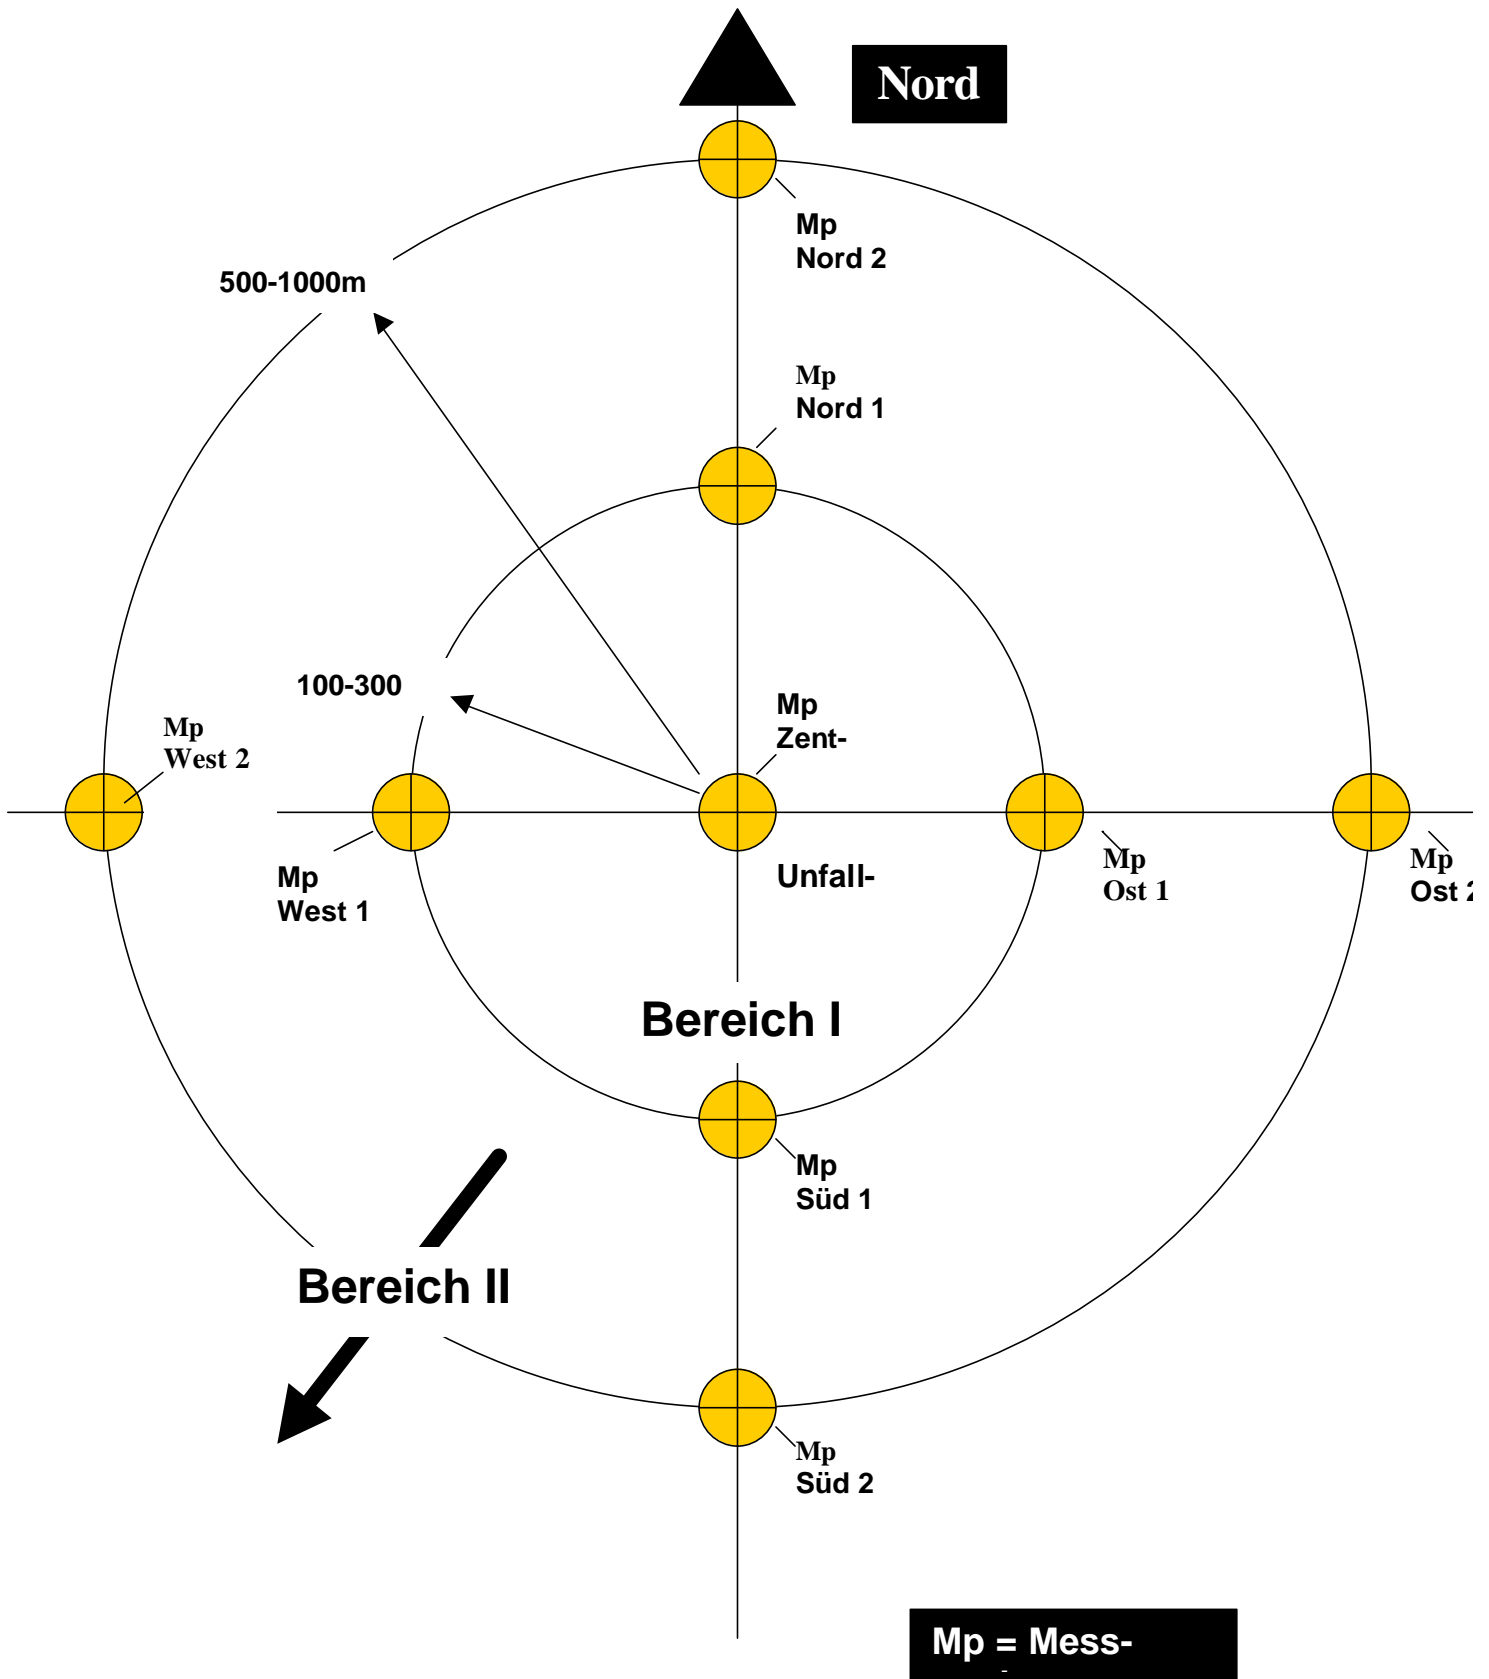 Nord
Mp
Nord 2
500-1000m
Mp
Nord 1
100-300
Mp
Zent-
Mp
West 2
Unfall-
Mp
West 1
Mp
Ost 1
Mp
Ost 2
Bereich I
Mp
Süd 1
Bereich II
Mp
Süd 2
Mp = Mess-